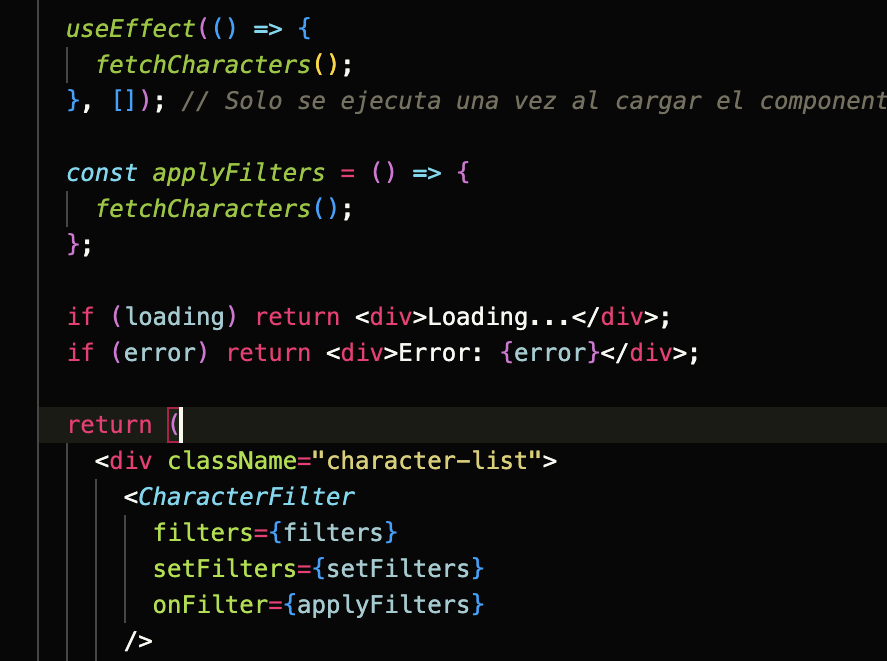 useEffect(() => {
  fetchCharacters();
}, []); // Solo se ejecuta una vez al cargar el component
const applyFilters = () => {
  fetchCharacters();
};
if (loading) return <div>Loading...</div>;
if (error) return <div>Error: {error}</div>;
return (
  <div className="character-list">
    <CharacterFilter
      filters={filters}
      setFilters={setFilters}
      onFilter={applyFilters}
    />